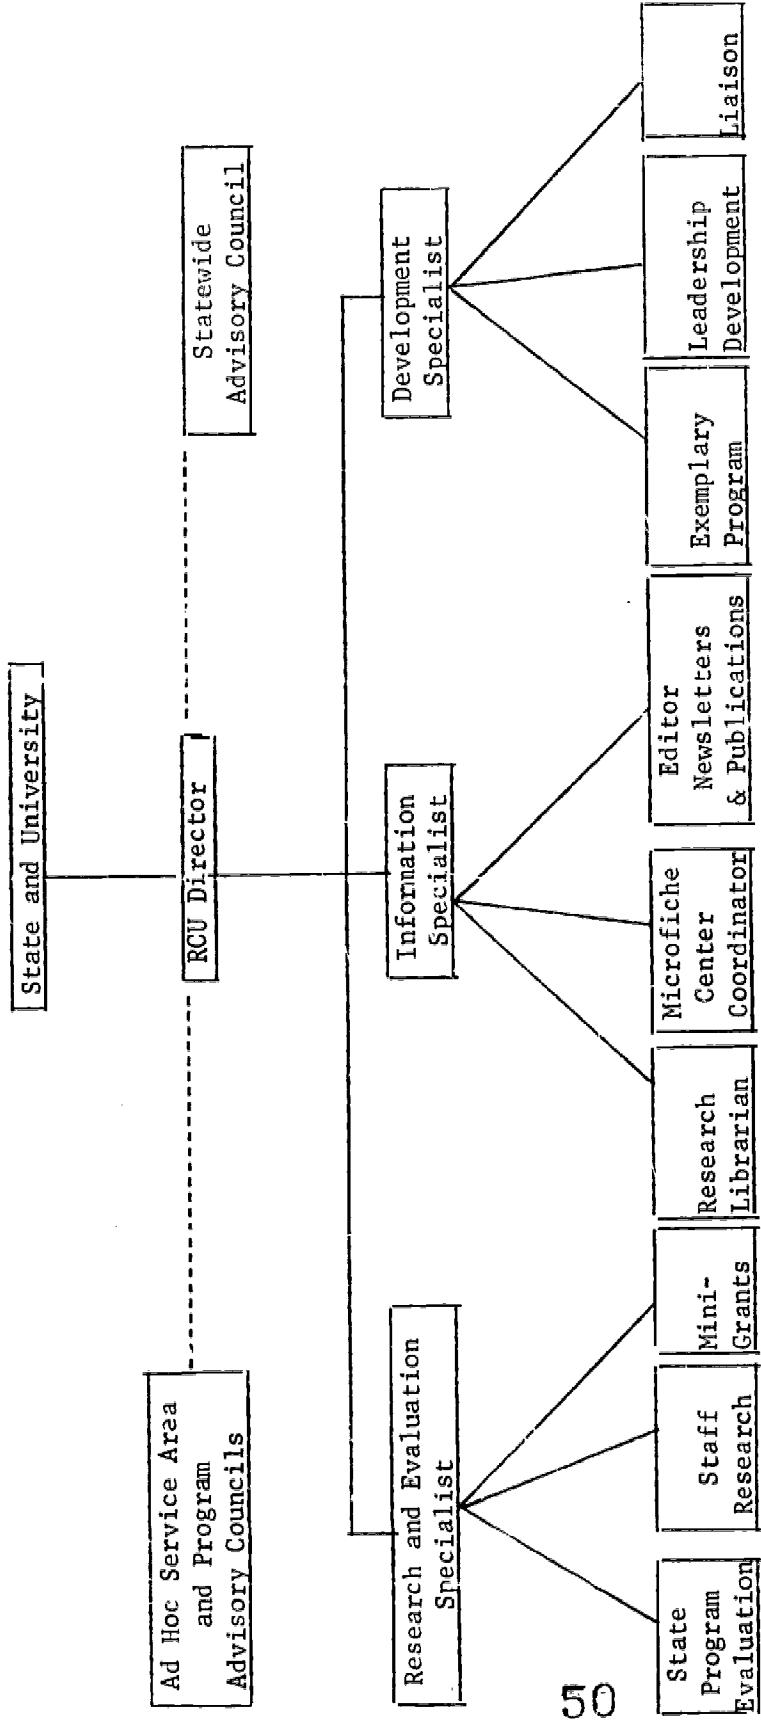 State and University
Ad Hoc Service Area
and Program
Advisory Councils
RCU Director
Statewide
Advisory Council
Research and Evaluation
Specialist
Information
Specialist
Development
Specialist
State
Program
Evaluation
Staff
Research
Mini-
Grants
Research
Librarian
Microfiche
Center
Coordinator
Editor
Newsletters
& Publications
Exemplary
Program
Leadership
Development
Liaison
50